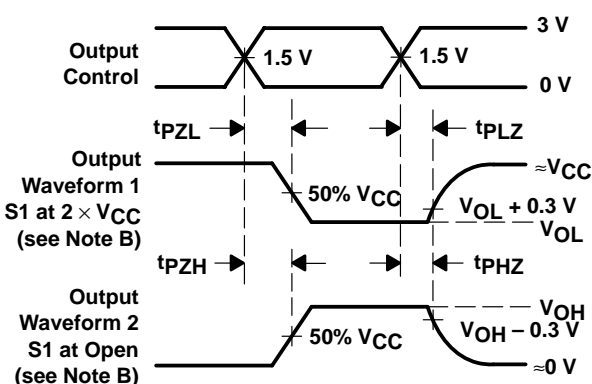 3 V
Output
Control
1.5 V
1.5 V
0 V
tPZL
tPLZ
Output
Waveform 1
S1 at 2 × VCC
(see Note B)
≈VCC
50% VCC
VOL + 0.3 V
VOL
tPZH
tPHZ
Output
Waveform 2
S1 at Open
(see Note B)
VOH
50% VCC
VOH − 0.3 V
≈0 V